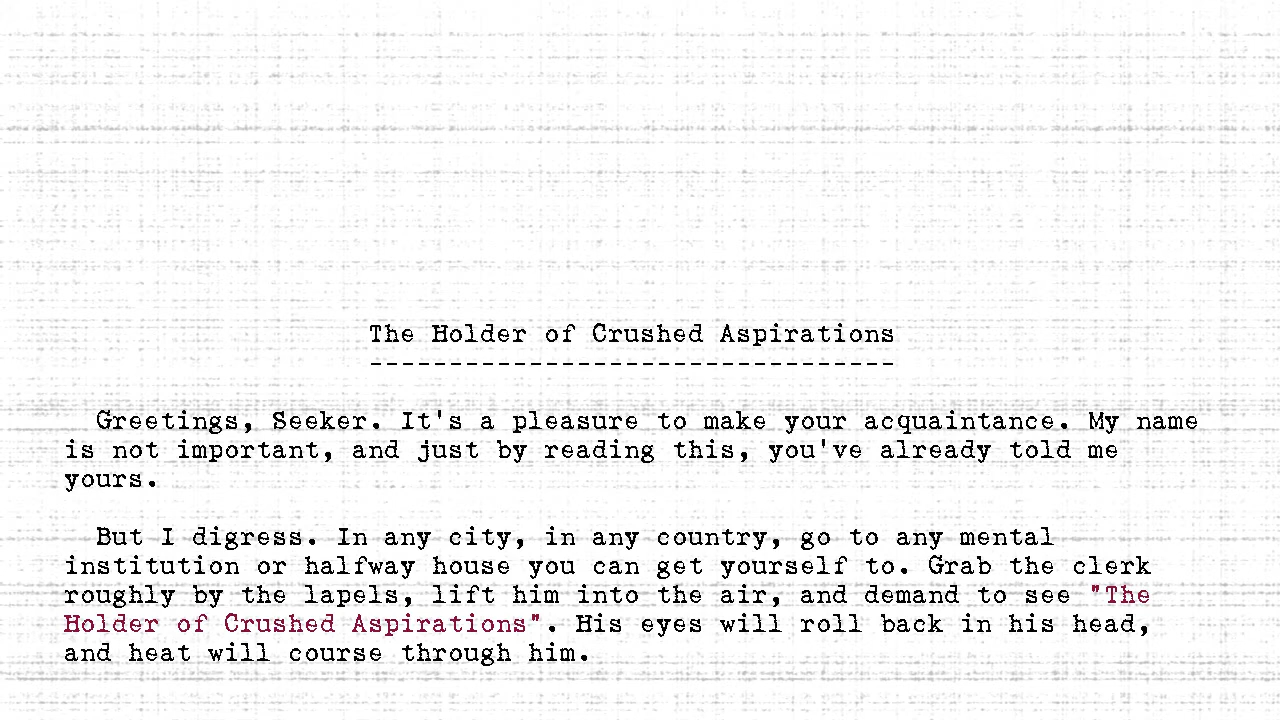 The Holder of Crushed Aspirations
---------------------------------
Greetings, Seeker. It's a pleasure to make your acquaintance. My name
is not important, and just by reading this, you've already told me
yours.
But I digress. In any city, in any country, go to any mental
institution or halfway house you can get yourself to. Grab the clerk
roughly by the lapels, lift him into the air, and demand to see "The
Holder of Crushed Aspirations". His eyes will roll back in his head,
and heat will course through him.